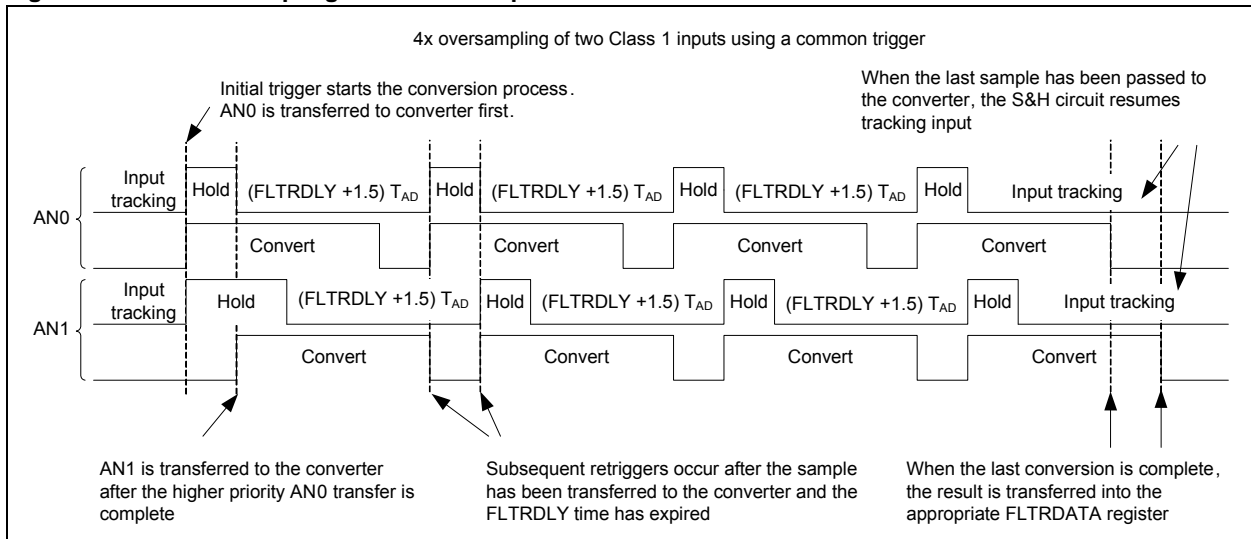 4x oversampling of two Class 1 inputs using a common trigger
Initial trigger starts the conversion process.
AN0 is transferred to converter first.
When the last sample has been passed to
the converter, the S&H circuit resumes
tracking input
AN0
Input
tracking
Hold
(FLTRDLY +1.5) TAD
Hold
(FLTRDLY +1.5) TAD
Hold
(FLTRDLY +1.5) TAD
Hold
Input tracking
Convert
Convert
Convert
Convert
AN1
Input
tracking
Hold
(FLTRDLY +1.5) TAD
Hold
(FLTRDLY +1.5) TAD
Hold
(FLTRDLY +1.5) TAD
Hold
Input tracking
Convert
Convert
Convert
Convert
AN1 is transferred to the converter
after the higher priority AN0 transfer is
complete
Subsequent retriggers occur after the sample
has been transferred to the converter and the
FLTRDLY time has expired
When the last conversion is complete,
the result is transferred into the
appropriate FLTRDATA register